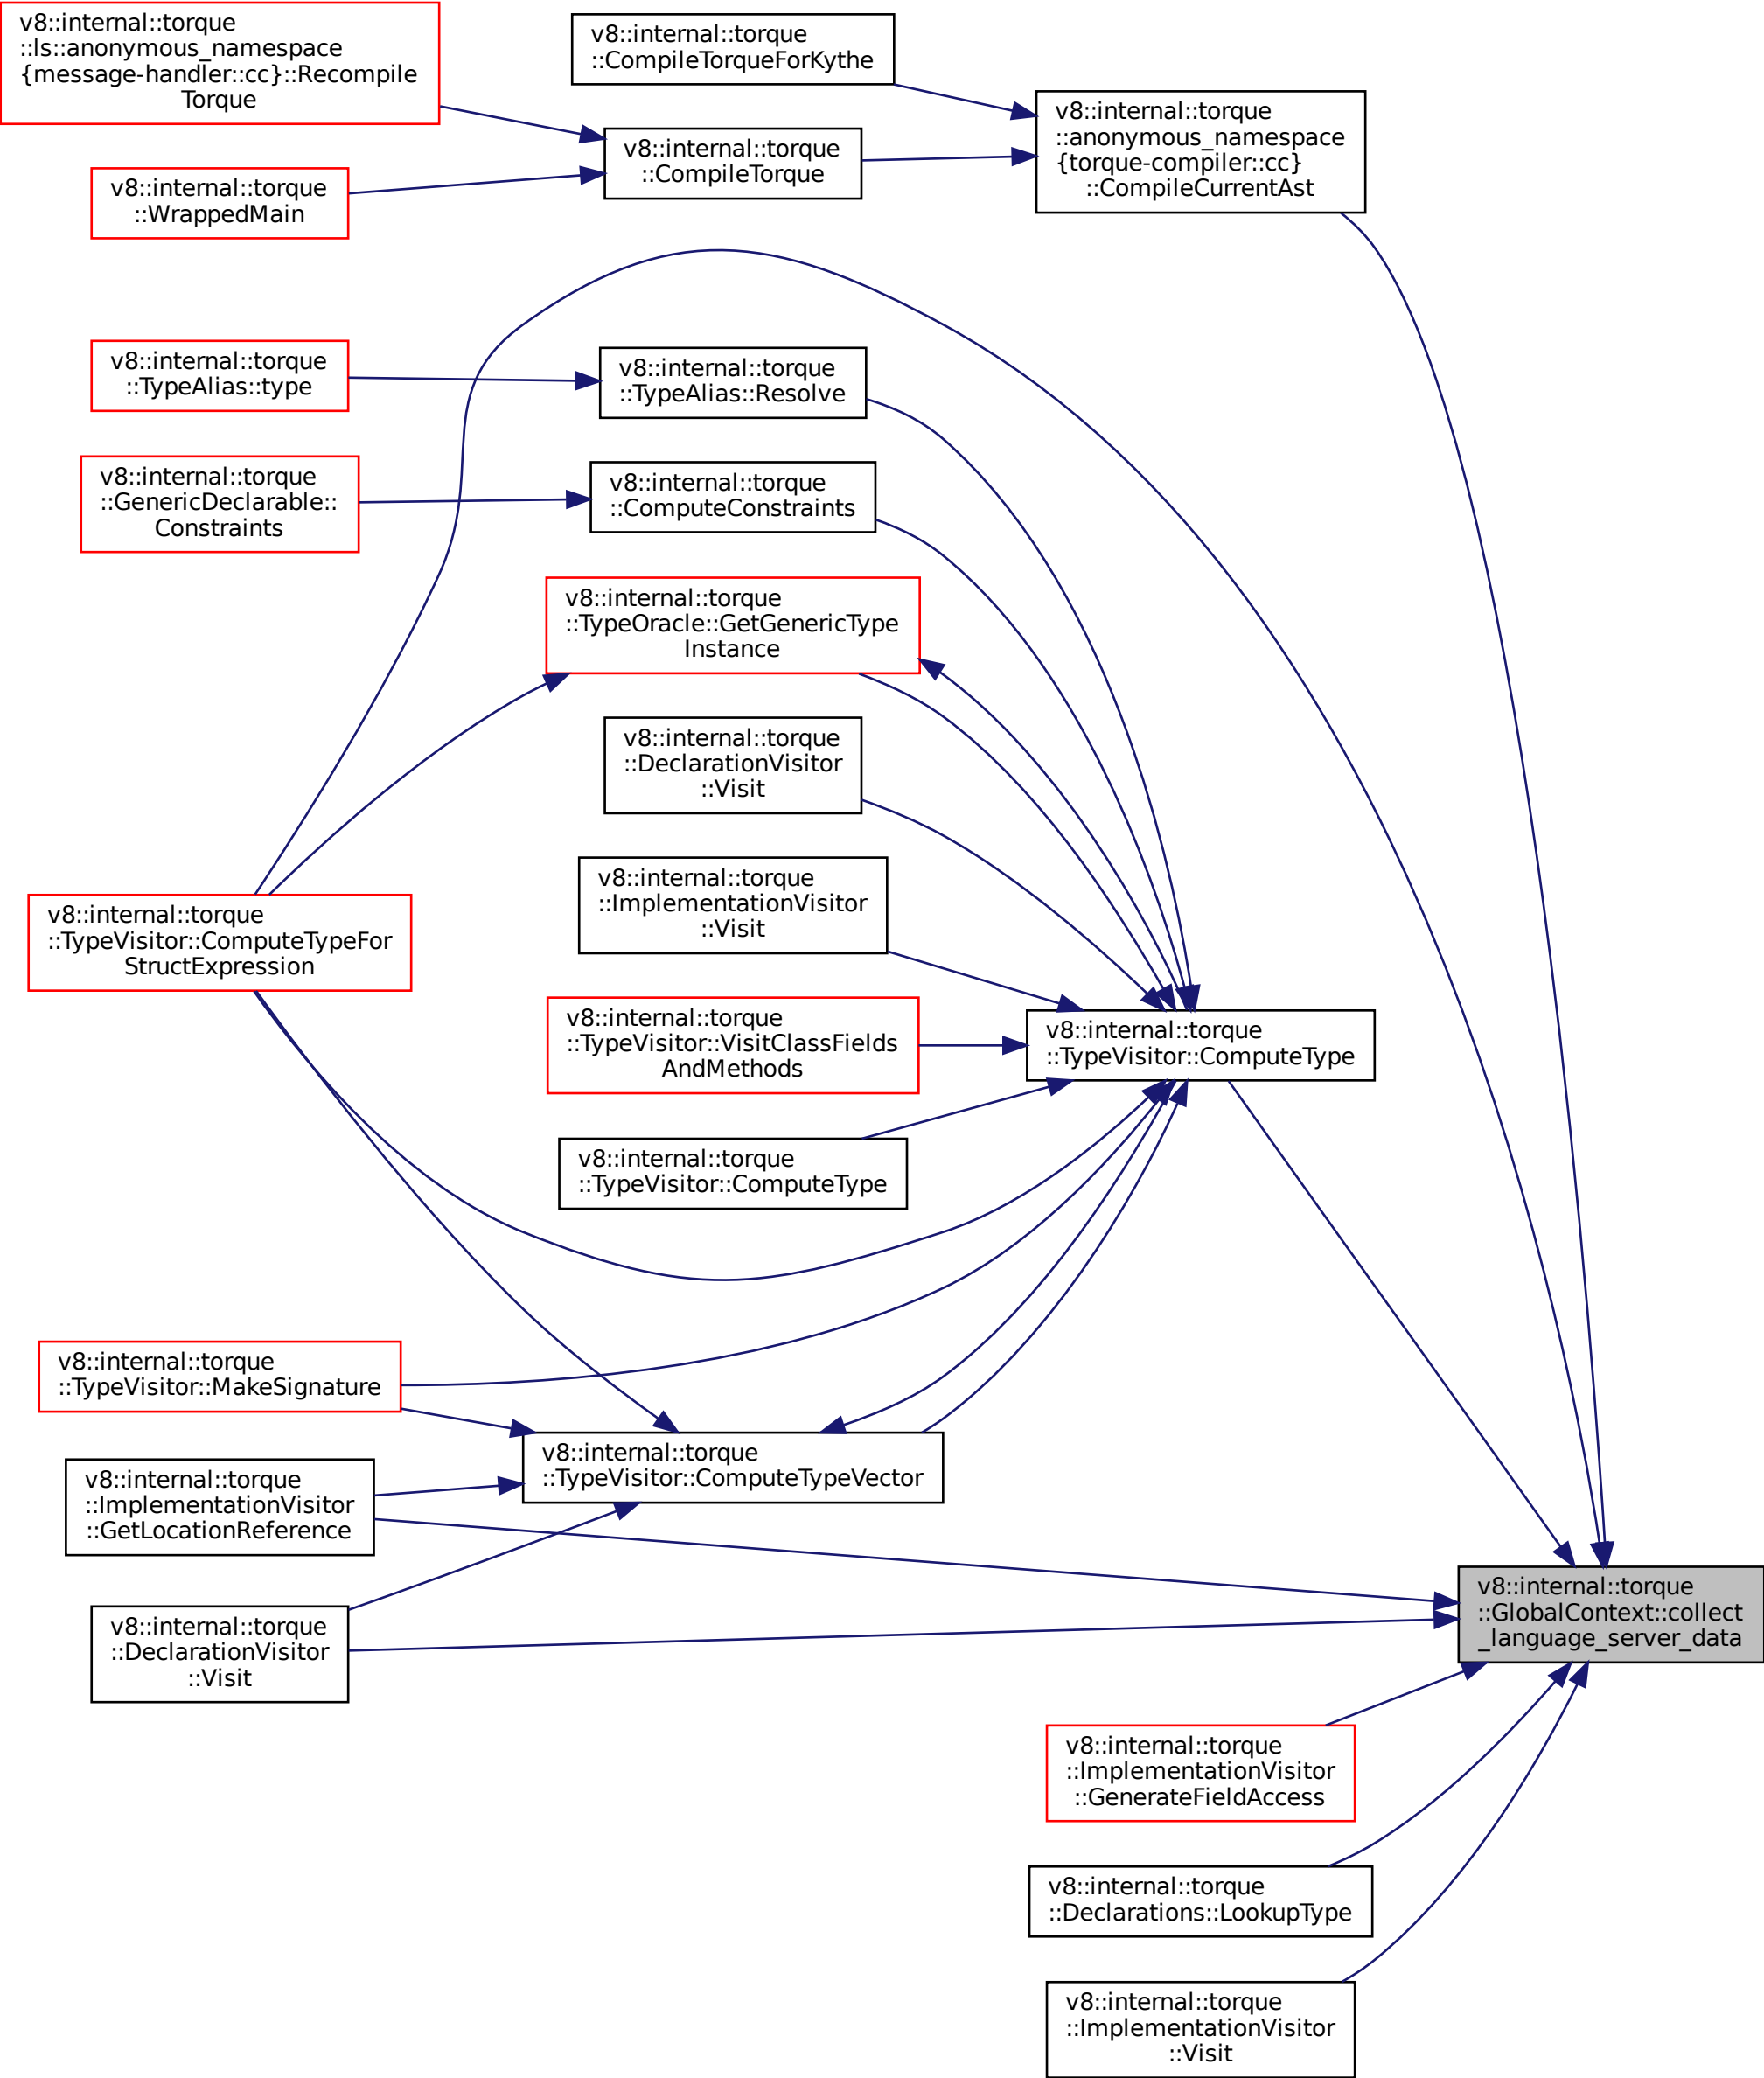 v8::internal::torque
::ls::anonymous_namespace
{message-handler::cc}::Recompile
Torque
v8::internal::torque
::CompileTorqueForKythe
v8::internal::torque
::anonymous_namespace
{torque-compiler::cc}
::CompileCurrentAst
v8::internal::torque
::CompileTorque
v8::internal::torque
::WrappedMain
v8::internal::torque
::TypeAlias::type
v8::internal::torque
::TypeAlias::Resolve
v8::internal::torque
::GenericDeclarable::
Constraints
v8::internal::torque
::ComputeConstraints
v8::internal::torque
::TypeOracle::GetGenericType
Instance
v8::internal::torque
::DeclarationVisitor
::Visit
v8::internal::torque
::ImplementationVisitor
::Visit
v8::internal::torque
::TypeVisitor::ComputeTypeFor
StructExpression
v8::internal::torque
::TypeVisitor::VisitClassFields
AndMethods
v8::internal::torque
::TypeVisitor::ComputeType
v8::internal::torque
::TypeVisitor::ComputeType
v8::internal::torque
::TypeVisitor::MakeSignature
v8::internal::torque
::TypeVisitor::ComputeTypeVector
v8::internal::torque
::ImplementationVisitor
::GetLocationReference
v8::internal::torque
::DeclarationVisitor
::Visit
v8::internal::torque
::GlobalContext::collect
_language_server_data
v8::internal::torque
::ImplementationVisitor
::GenerateFieldAccess
v8::internal::torque
::Declarations::LookupType
v8::internal::torque
::ImplementationVisitor
::Visit